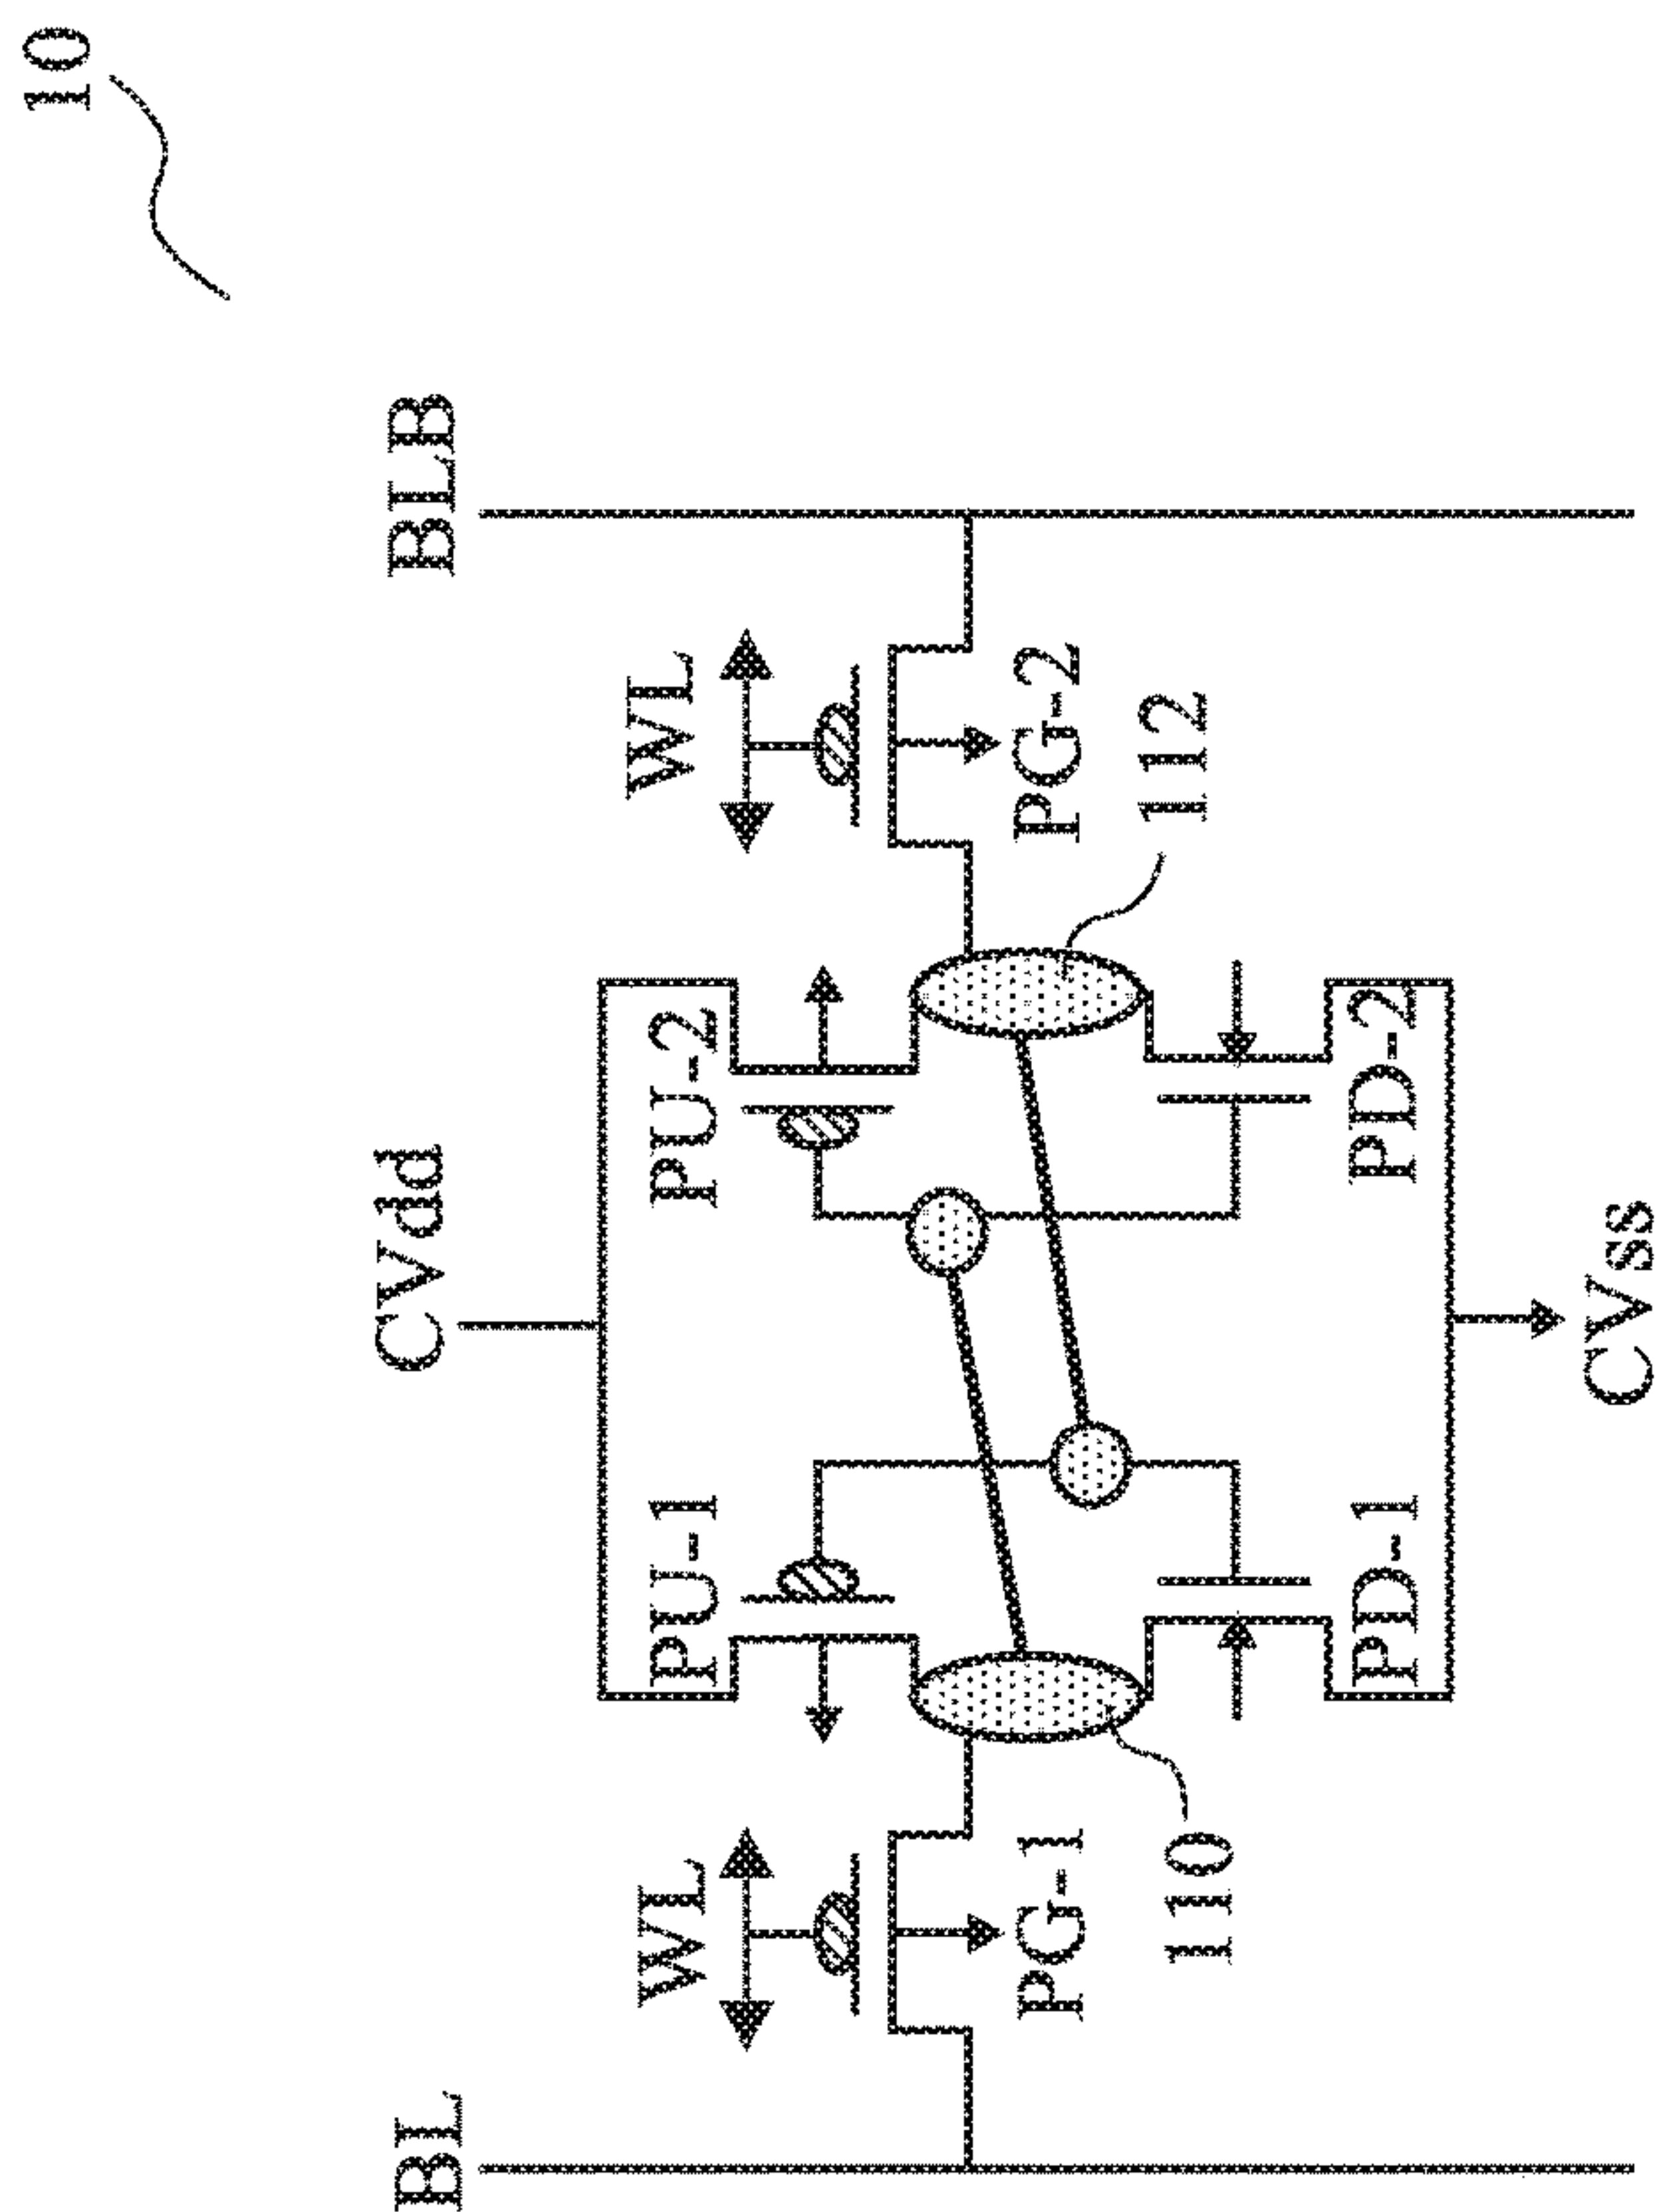 10
BL
CVdd
BLB
WL
PU-1
PU-2
WL
PG-1
PG-2
110
112
PD-1
PD-2
CVss